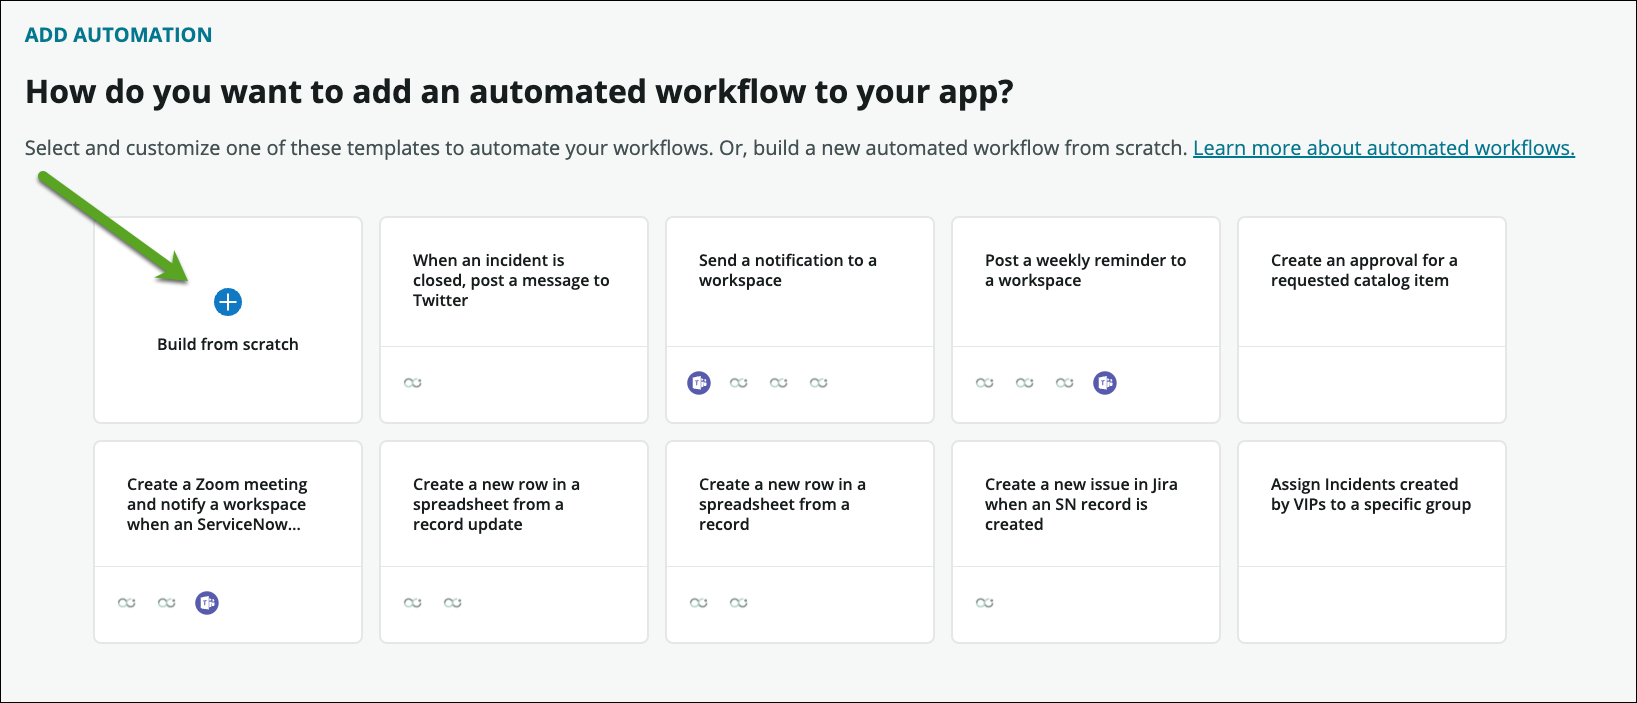 ADD AUTOMATION
How do you want to add an automated workflow to your app?
Select and customize one of these templates to automate your workflows. Or, build a new automated workflow from scratch. Learn more about automated workflows.
Build from scratch
When an incident is
closed, post a message to
Twitter
Send a notification to a
workspace
Post a weekly reminder to
a workspace
Create an approval for a
requested catalog item
Create a Zoom meeting
and notify a workspace
when an ServiceNow...
Create a new row in a
spreadsheet from a
record update
Create a new row in a
spreadsheet from a
record
Create a new issue in Jira
when an SN record is
created
Assign Incidents created
by VIPs to a specific group